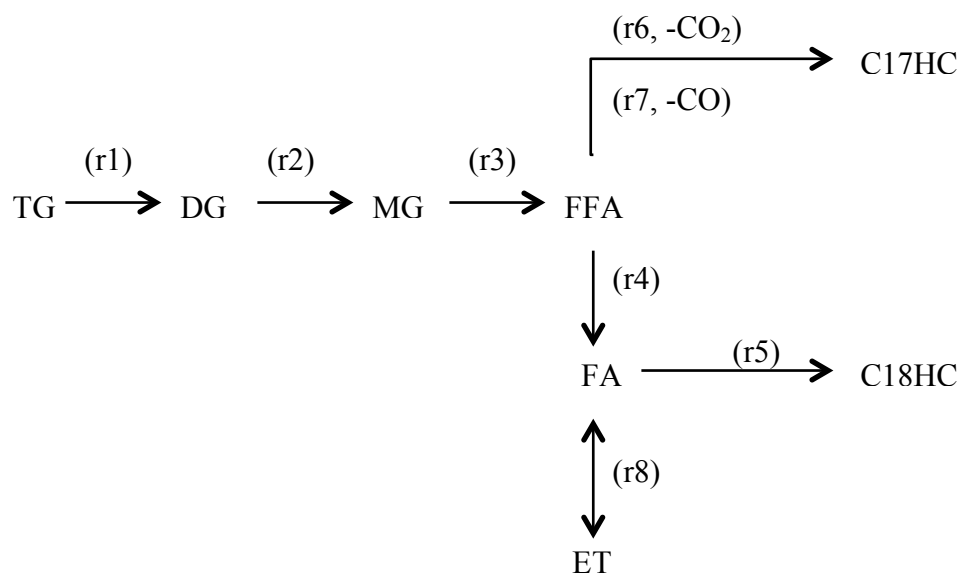 (r6, -CO₂)
C17HC
(r7, -CO)
(r1)
(r2)
(r3)
TG
DG
MG
FFA
(r4)
(r5)
FA
C18HC
(r8)
ET